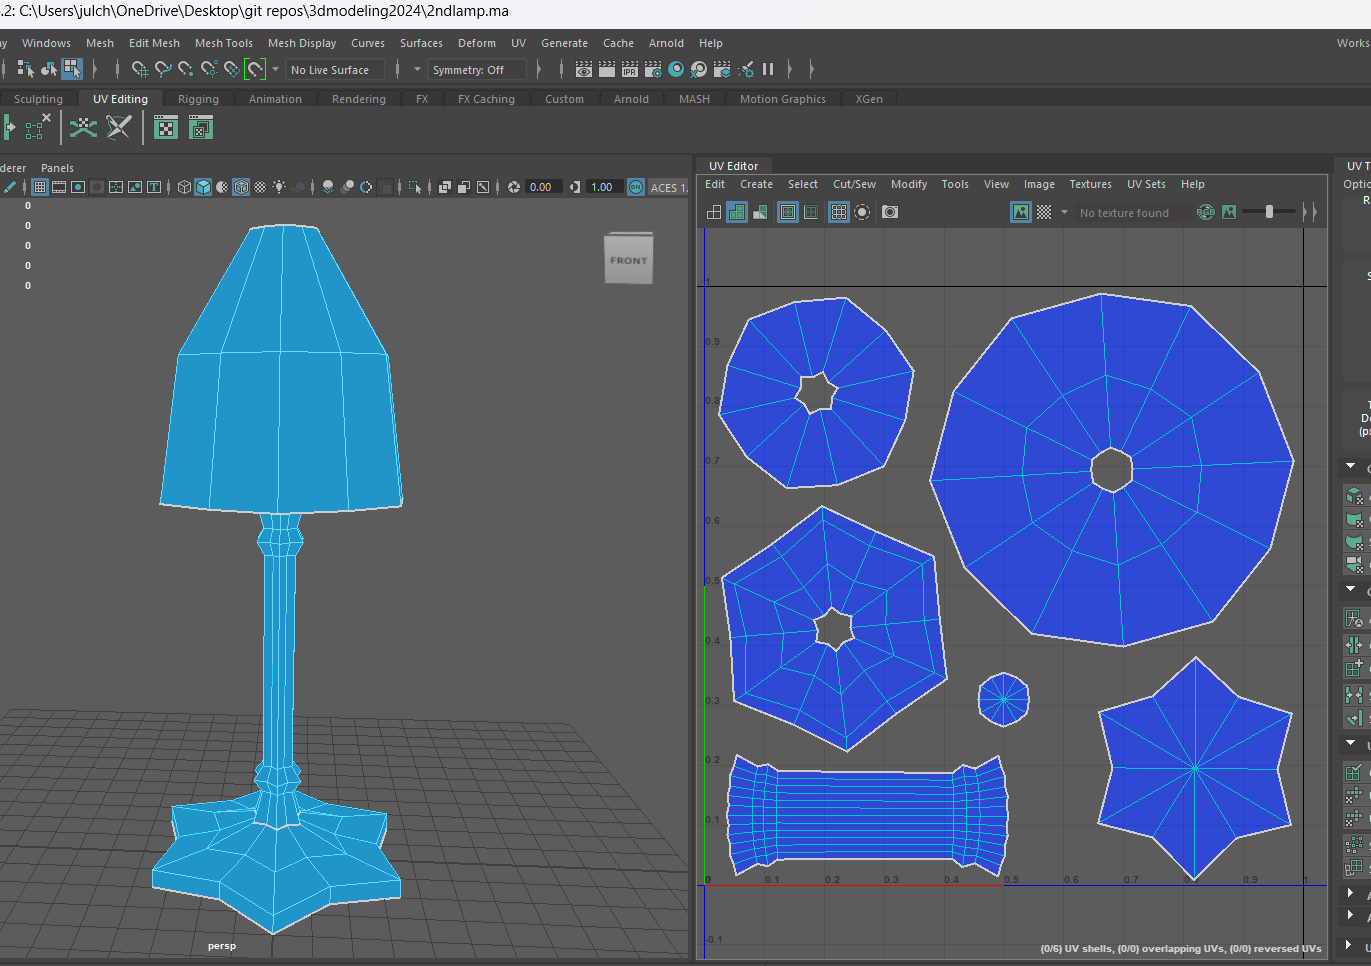 .2: C:\Users\julch\OneDrive\Desktop\git repos\3dmodeling2024\2ndlamp.ma
Windows Mesh Edit Mesh Mesh Tools Mesh Display Curves Surfaces Deform UV Generate Cache Arnold Help Works
No Live Surface Symmetry: Off IPR
Sculpting UV Editing Rigging Animation Rendering FX FX Caching Custom Arnold MASH Motion Graphics XGen
derer Panels
UV Editor UV T
Edit Create Select Cut/Sew Modify Tools View Image Textures UV Sets Help Optic
0.00 1.00 ON ACES 1.
No texture found RGB
0
0
0
0
0
FRONT
1
0.9
0.8
0.7
0.6
0.5
0.4
0.3
0.2
0.1
0 0.1 0.2 0.3 0.4 0.5 0.6 0.7 0.8 0.9 1
-0.1
persp
(0/6) UV shells, (0/0) overlapping UVs, (0/0) reversed UVs
(px